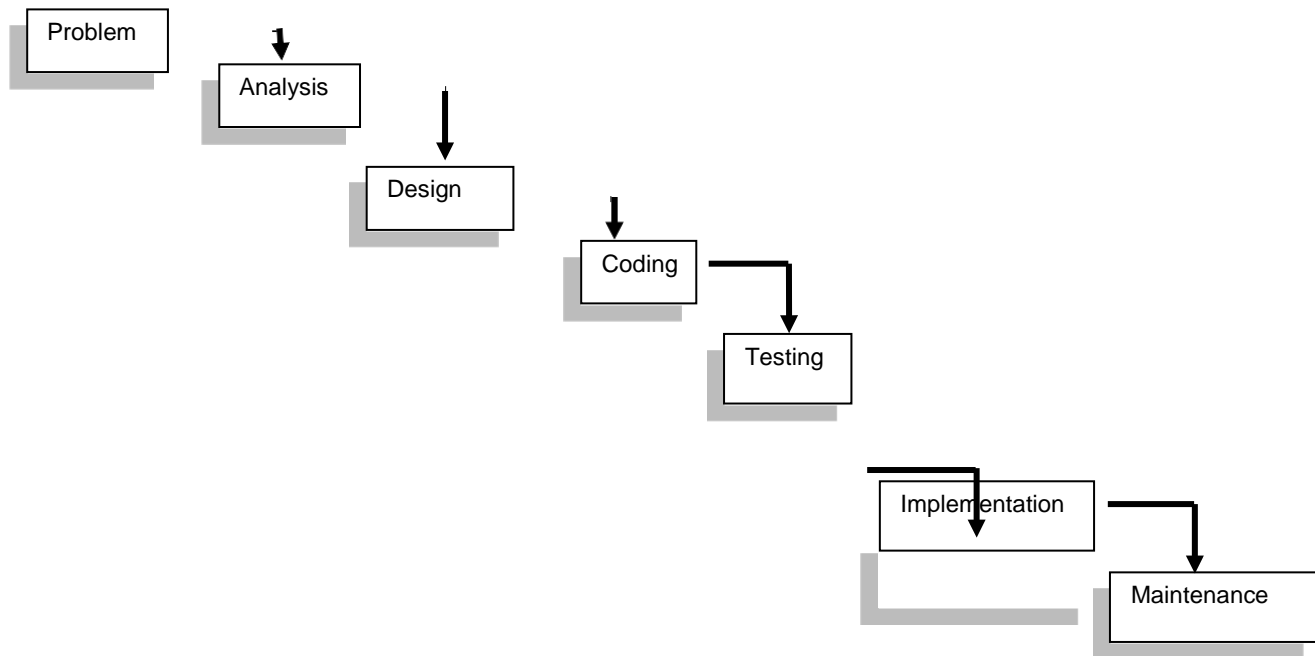 Problem
Analysis
Design
Coding
Testing
Implementation
Maintenance